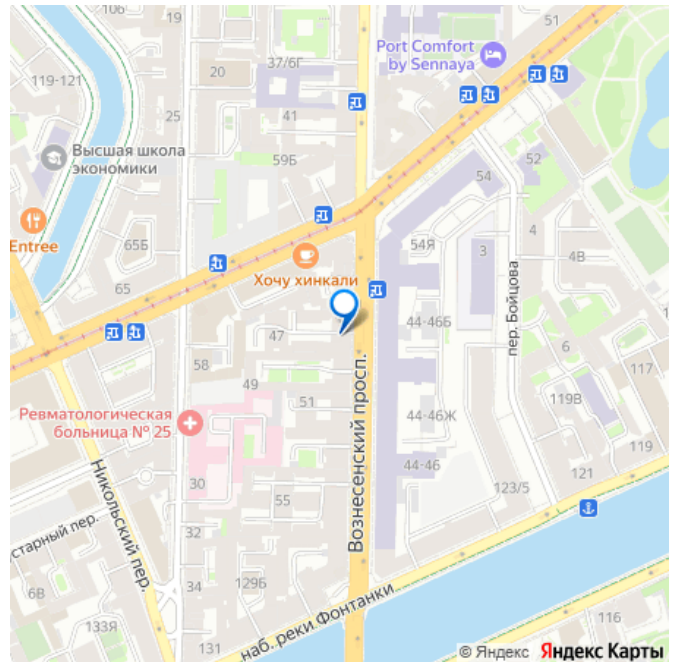 51
Port Comfort
by Sennaya
37/6Г
119-121
20
25
41
Высшая школа
экономики
59Б
52
54
Entree
65Б
54Я
3
4
4В
65
Хочу хинкали
пер. Бойцова
47
44-46Б
58
6
117
49
Вознесенский просп.
51
119В
Ревматологическая
больница № 25
44-46Ж
119
44-46
121
30
123/5
Никольский пер.
55
старный пер.
32
34
129Б
6В
наб. реки Фонтанки
133Я
131
116
© Яндекс Яндекс Карты